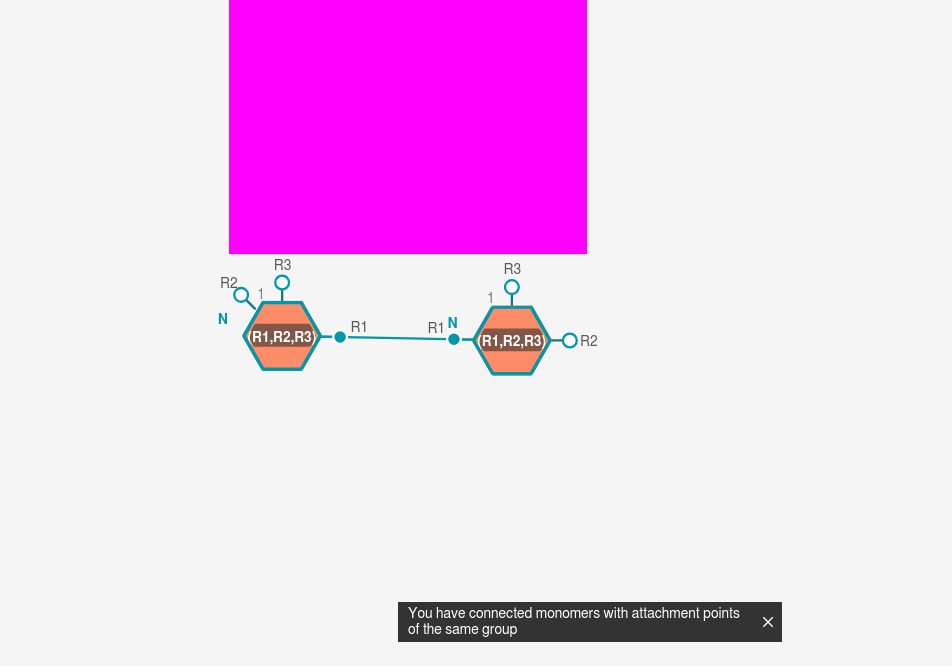 R3
R3
R2
1
1
N
R1
R1
N
(R1,R2,R3)
(R1,R2,R3)
R2
You have connected monomers with attachment points
of the same group